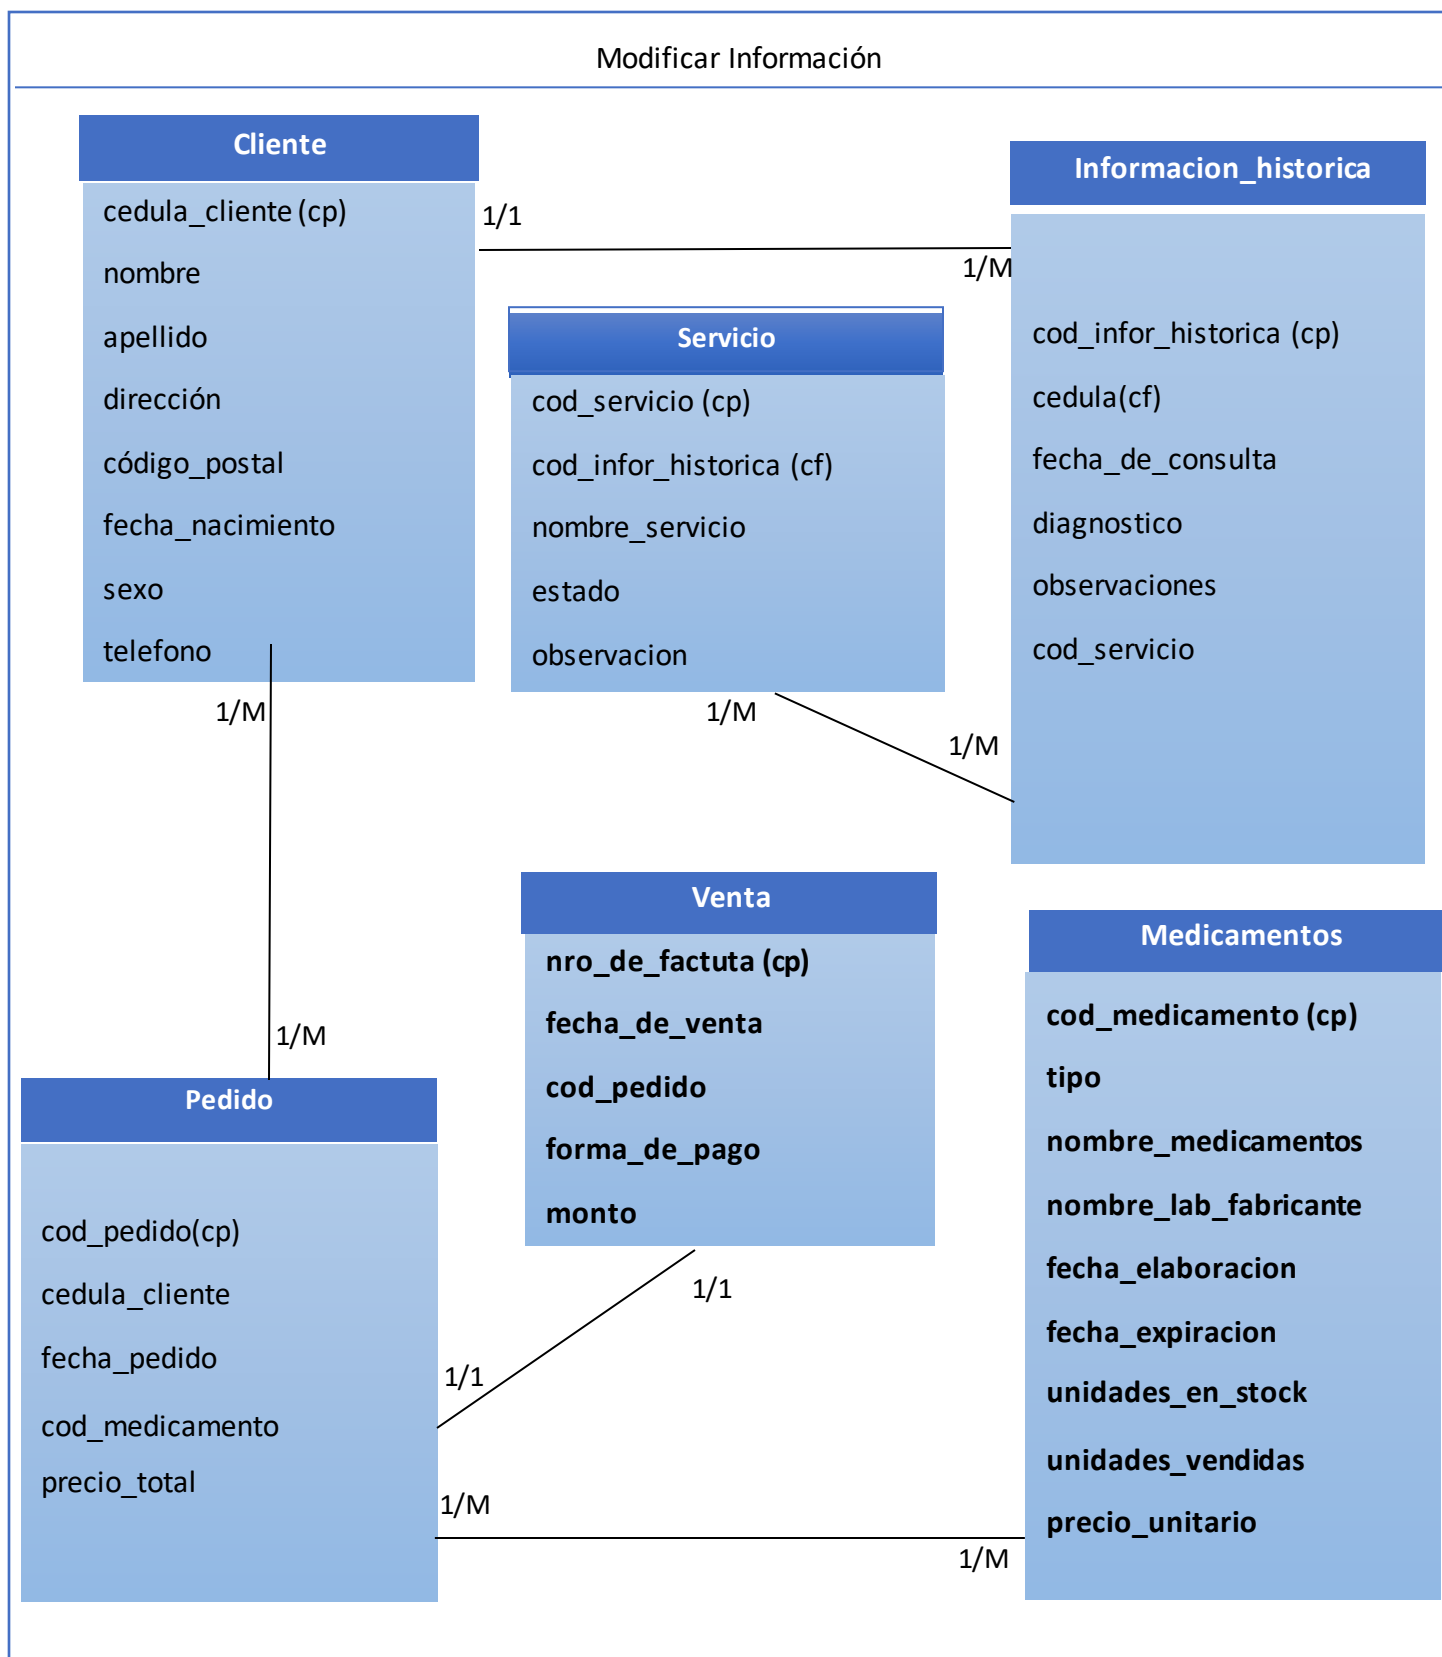 Modificar Información
Cliente
cedula_cliente (cp)
nombre
apellido
dirección
código_postal
fecha_nacimiento
sexo
telefono
1/1
1/M
Informacion_historica
cod_infor_historica (cp)
cedula(cf)
fecha_de_consulta
diagnostico
observaciones
cod_servicio
Servicio
cod_servicio (cp)
cod_infor_historica (cf)
nombre_servicio
estado
observacion
1/M
1/M
1/M
1/M
Venta
nro_de_factuta (cp)
fecha_de_venta
cod_pedido
forma_de_pago
monto
1/1
1/1
Medicamentos
cod_medicamento (cp)
tipo
nombre_medicamentos
nombre_lab_fabricante
fecha_elaboracion
fecha_expiracion
unidades_en_stock
unidades_vendidas
precio_unitario
Pedido
cod_pedido(cp)
cedula_cliente
fecha_pedido
cod_medicamento
precio_total
1/M
1/M